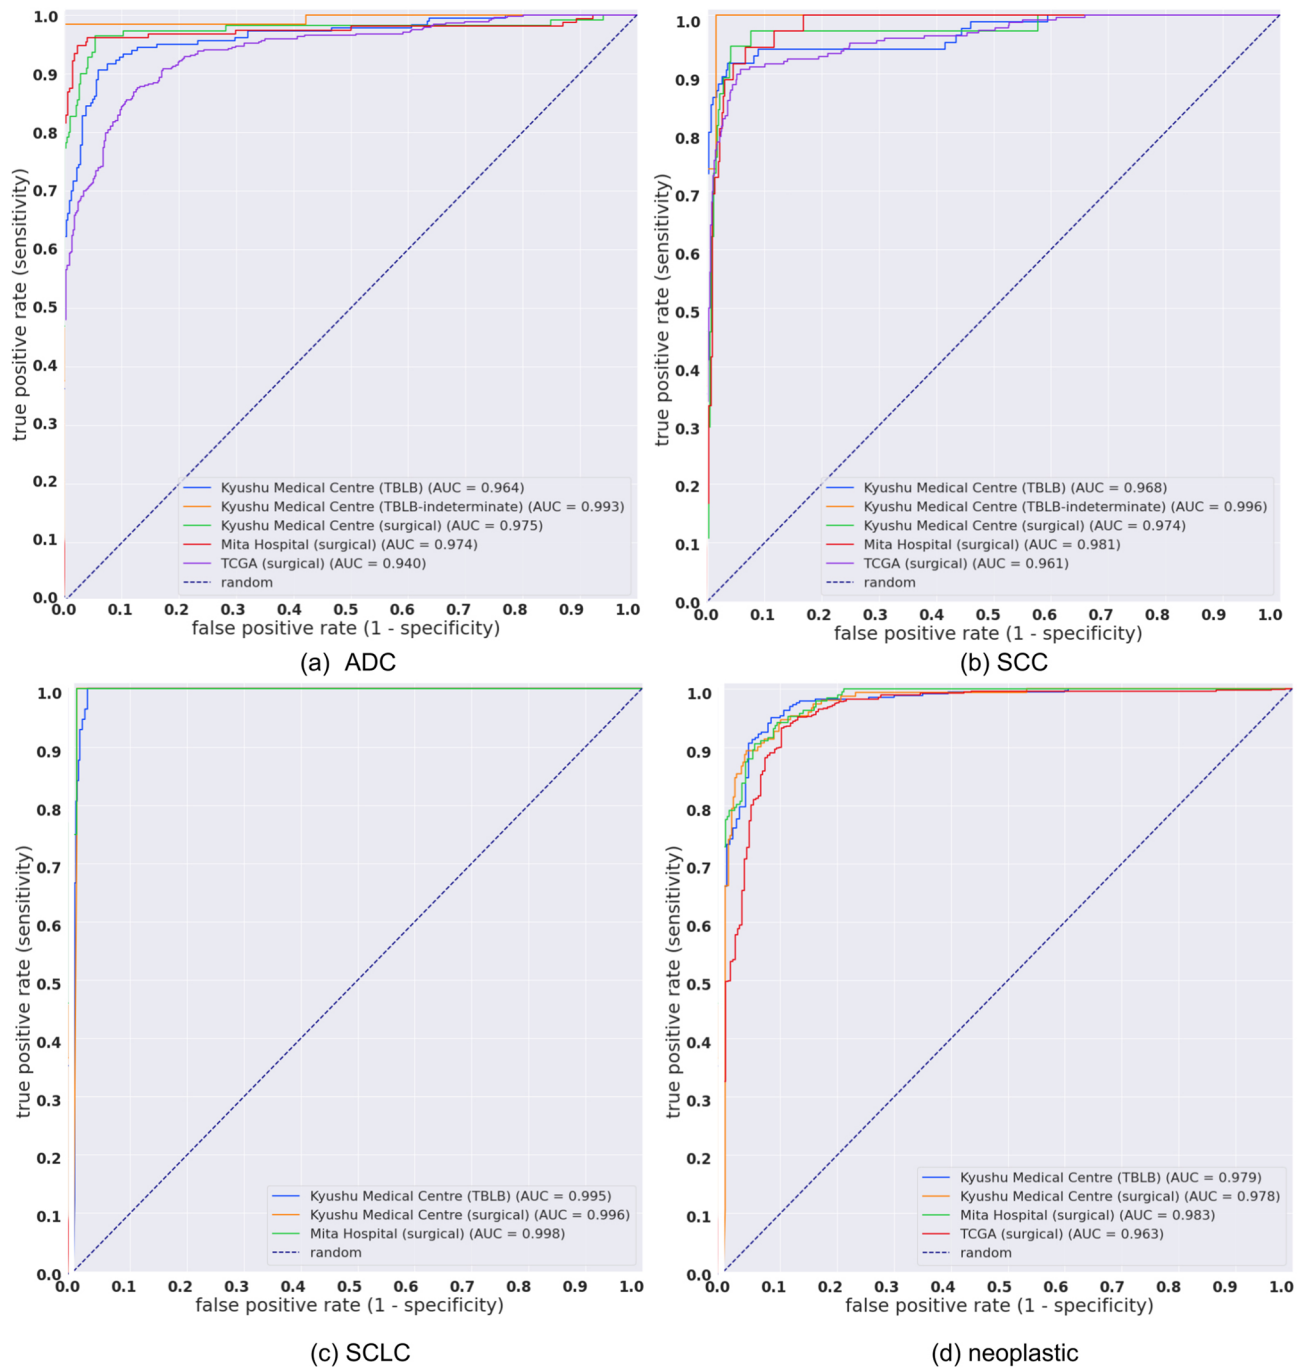 1.0
0.9
0.8
0.7
0.6
0.5
0.4
0.3
0.2
0.1
0.0
true positive rate (sensitivity)
Kyushu Medical Centre (TBLB) (AUC = 0.964)
Kyushu Medical Centre (TBLB-indeterminate) (AUC = 0.993)
Kyushu Medical Centre (surgical) (AUC = 0.975)
Mita Hospital (surgical) (AUC = 0.974)
TCGA (surgical) (AUC = 0.940)
random
0.0 0.1 0.2 0.3 0.4 0.5 0.6 0.7 0.8 0.9 1.0
false positive rate (1 - specificity)
(a) ADC
1.0
0.9
0.8
0.7
0.6
0.5
0.4
0.3
0.2
0.1
0.0
true positive rate (sensitivity)
Kyushu Medical Centre (TBLB) (AUC = 0.968)
Kyushu Medical Centre (TBLB-indeterminate) (AUC = 0.996)
Kyushu Medical Centre (surgical) (AUC = 0.974)
Mita Hospital (surgical) (AUC = 0.981)
TCGA (surgical) (AUC = 0.961)
random
0.0 0.1 0.2 0.3 0.4 0.5 0.6 0.7 0.8 0.9 1.0
false positive rate (1 - specificity)
(b) SCC
1.0
0.9
0.8
0.7
0.6
0.5
0.4
0.3
0.2
0.1
0.0
true positive rate (sensitivity)
Kyushu Medical Centre (TBLB) (AUC = 0.995)
Kyushu Medical Centre (surgical) (AUC = 0.996)
Mita Hospital (surgical) (AUC = 0.998)
random
0.0 0.1 0.2 0.3 0.4 0.5 0.6 0.7 0.8 0.9 1.0
false positive rate (1 - specificity)
(c) SCLC
1.0
0.9
0.8
0.7
0.6
0.5
0.4
0.3
0.2
0.1
0.0
true positive rate (sensitivity)
Kyushu Medical Centre (TBLB) (AUC = 0.979)
Kyushu Medical Centre (surgical) (AUC = 0.978)
Mita Hospital (surgical) (AUC = 0.983)
TCGA (surgical) (AUC = 0.963)
random
0.0 0.1 0.2 0.3 0.4 0.5 0.6 0.7 0.8 0.9 1.0
false positive rate (1 - specificity)
(d) neoplastic